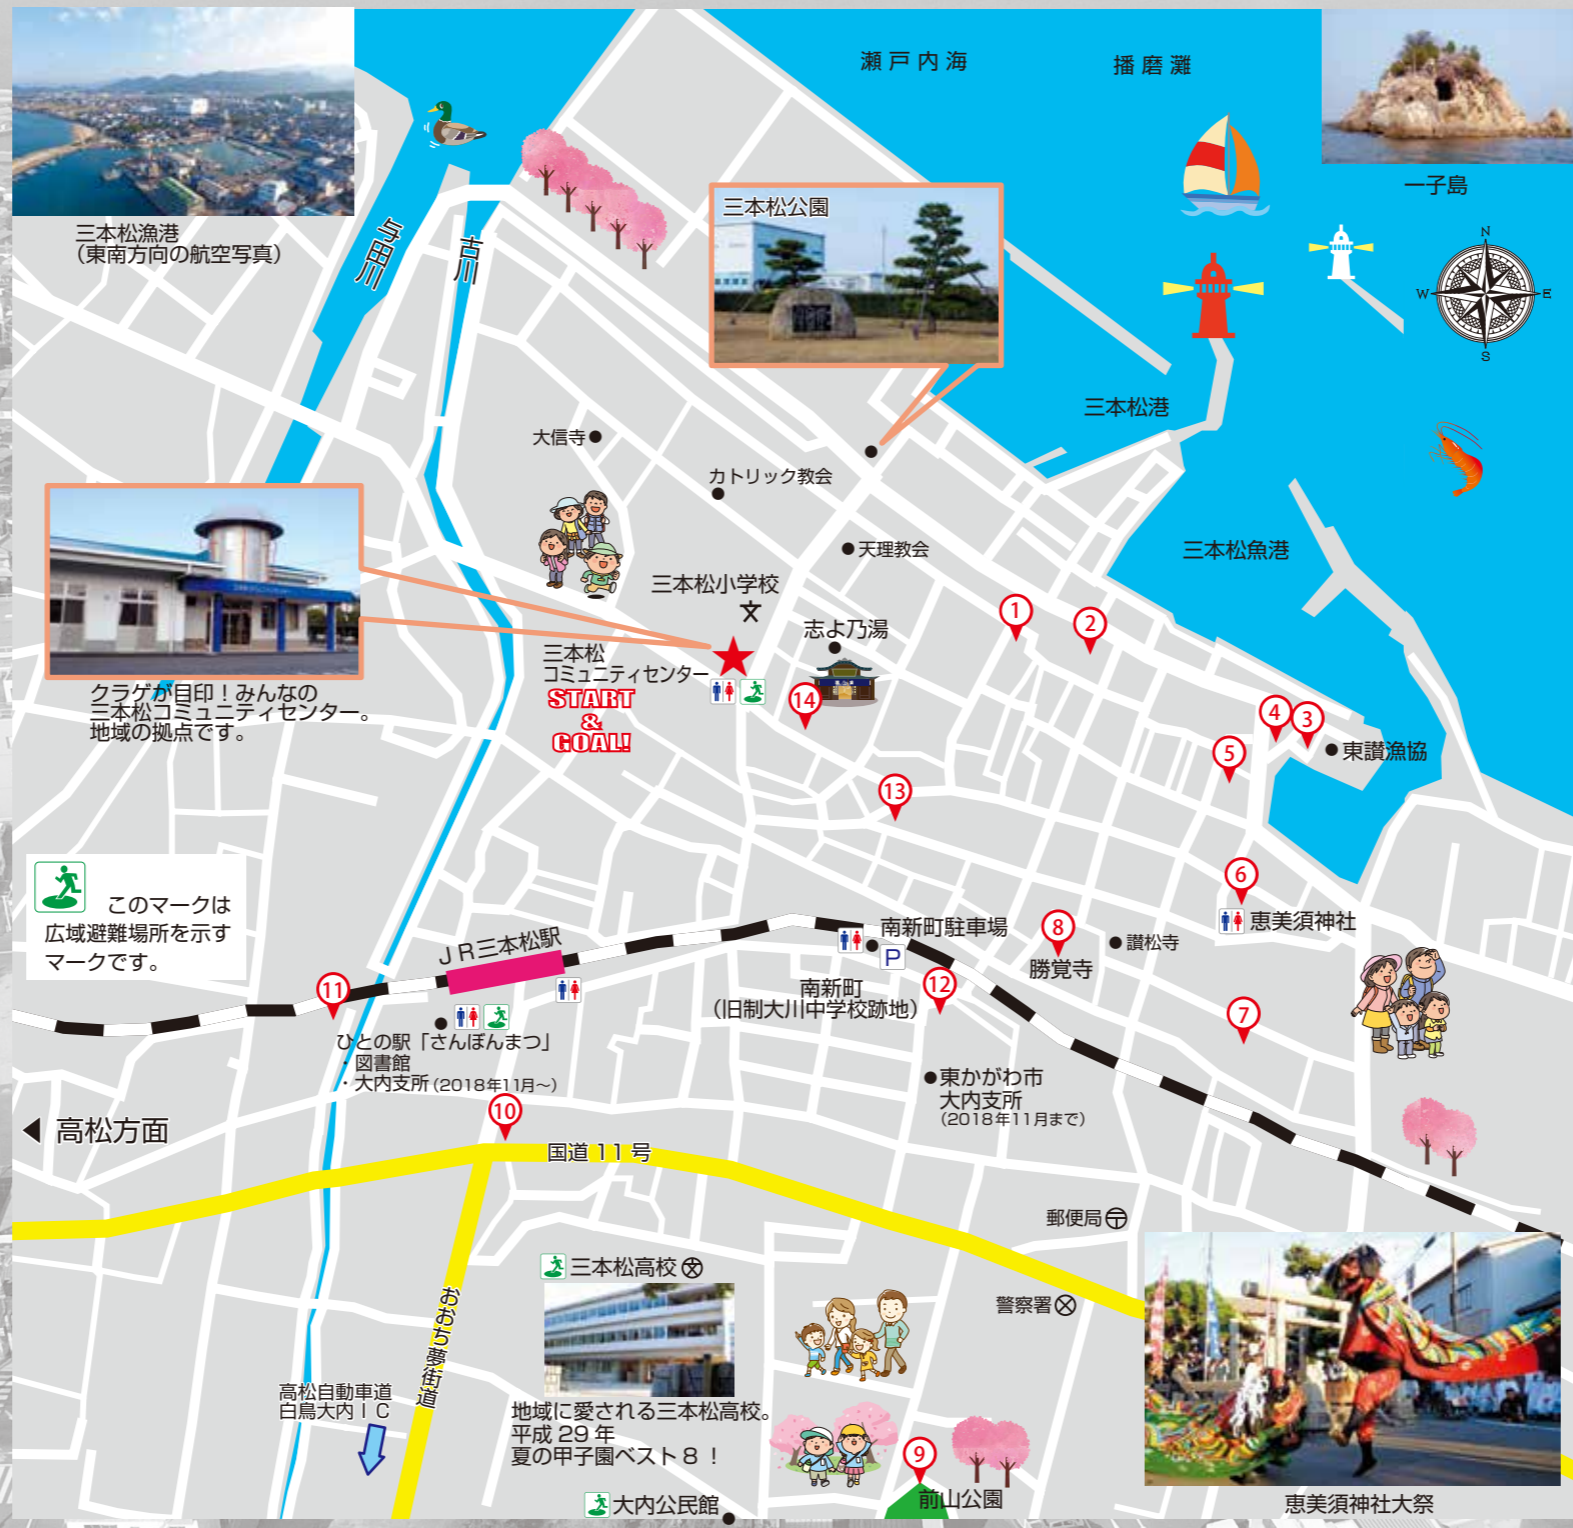 瀬戸内海
播磨灘
一子島
三本松漁港
（東南方向の航空写真）
与田川
古川
三本松公園
N
W
E
S
三本松港
大信寺
カトリック教会
三本松魚港
天理教会
三本松小学校
文
志よ乃湯
三本松
コミュニティセンター
START
&
GOAL!
クラゲが目印！みんなの
三本松コミュニティセンター。
地域の拠点です。
1
2
14
4
3
5
東讃漁協
13
6
恵美須神社
このマークは
広域避難場所を示す
マークです。
ＪＲ三本松駅
南新町駐車場
P
8
勝覚寺
讃松寺
11
南新町
（旧制大川中学校跡地）
12
7
ひとの駅「さんぼんまつ」
・図書館
・大内支所（2018年11月～）
東かがわ市
大内支所
（2018年11月まで）
10
高松方面
国道 11 号
郵便局
三本松高校
警察署
おおち夢街道
高松自動車道
白鳥大内ＩＣ
地域に愛される三本松高校。
平成 29 年
夏の甲子園ベスト８！
9
前山公園
大内公民館
恵美須神社大祭